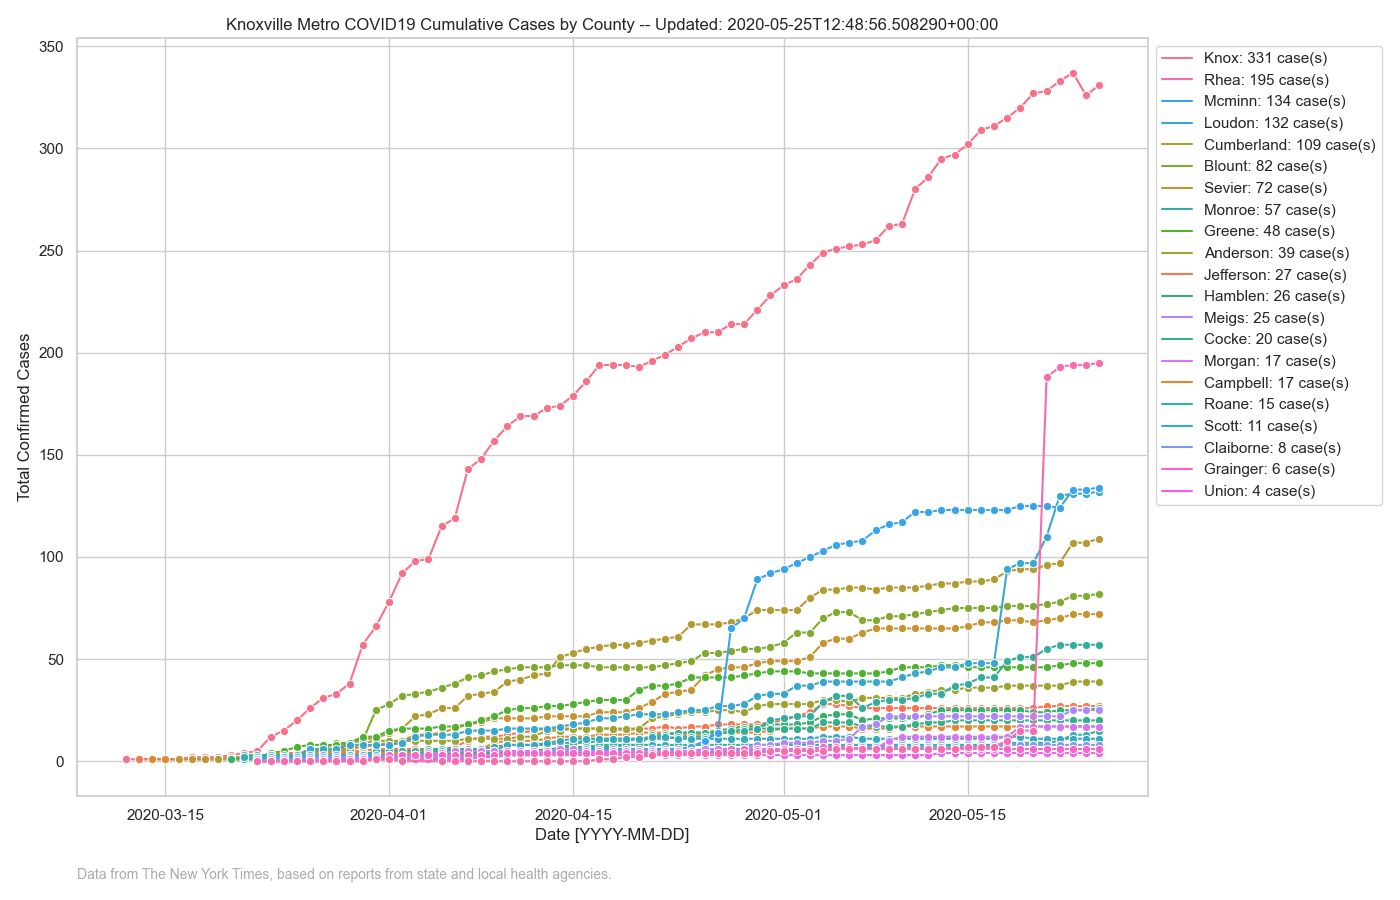 Knoxville Metro COVID19 Cumulative Cases by County -- Updated: 2020-05-25T12:48:56.508290+00:00
350
300
250
200
150
100
50
0
Total Confirmed Cases
2020-03-15
2020-04-01
2020-04-15
2020-05-01
2020-05-15
Date [YYYY-MM-DD]
Knox: 331 case(s)
Rhea: 195 case(s)
Mcminn: 134 case(s)
Loudon: 132 case(s)
Cumberland: 109 case(s)
Blount: 82 case(s)
Sevier: 72 case(s)
Monroe: 57 case(s)
Greene: 48 case(s)
Anderson: 39 case(s)
Jefferson: 27 case(s)
Hamblen: 26 case(s)
Meigs: 25 case(s)
Cocke: 20 case(s)
Morgan: 17 case(s)
Campbell: 17 case(s)
Roane: 15 case(s)
Scott: 11 case(s)
Claiborne: 8 case(s)
Grainger: 6 case(s)
Union: 4 case(s)
Data from The New York Times, based on reports from state and local health agencies.